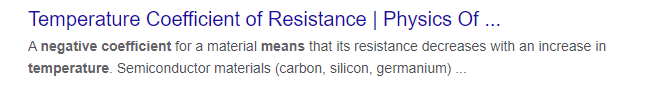 Temperature Coefficient of Resistance | Physics Of ...
A negative coefficient for a material means that its resistance decreases with an increase in
temperature. Semiconductor materials (carbon, silicon, germanium) ...